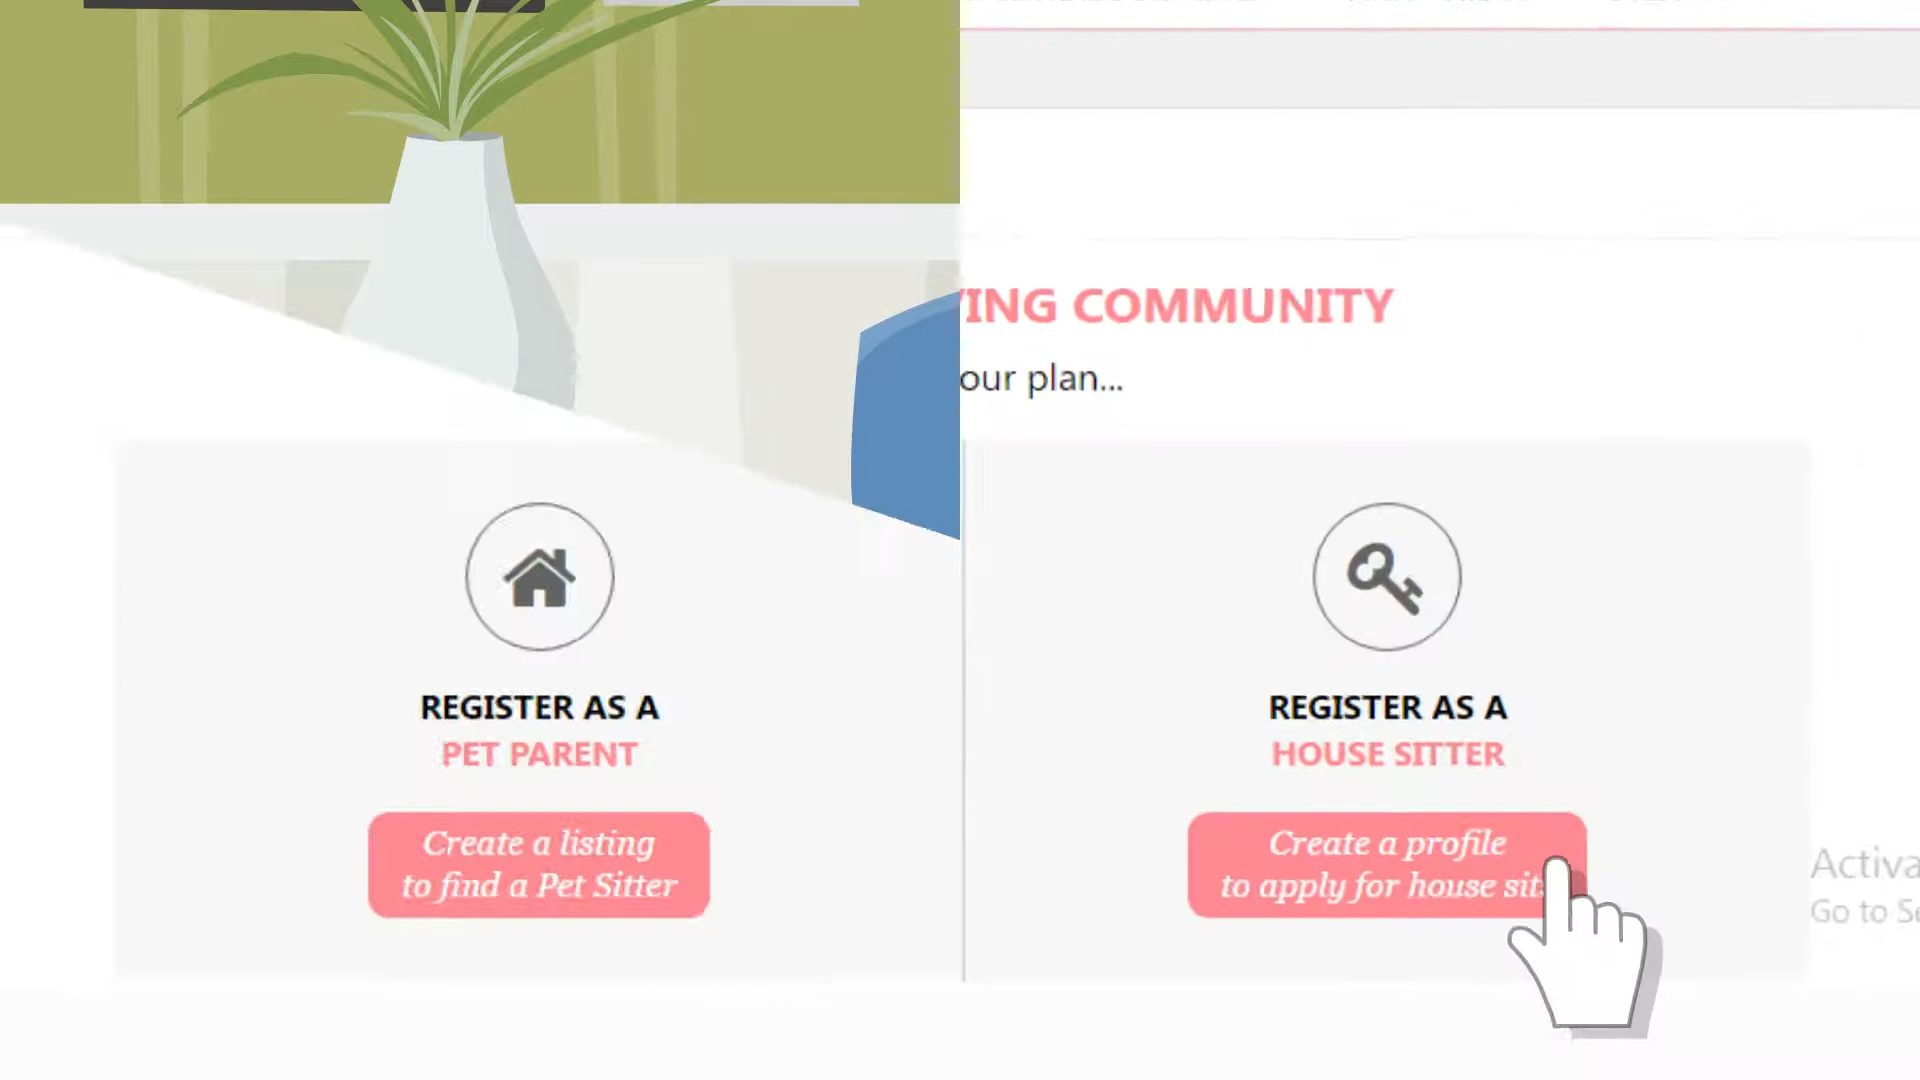 ING COMMUNITY
our plan...
REGISTER AS A
PET PARENT
Create a listing
to find a Pet Sitter
REGISTER AS A
HOUSE SITTER
Create a profile
to apply for house sit
Activa
Go to Se